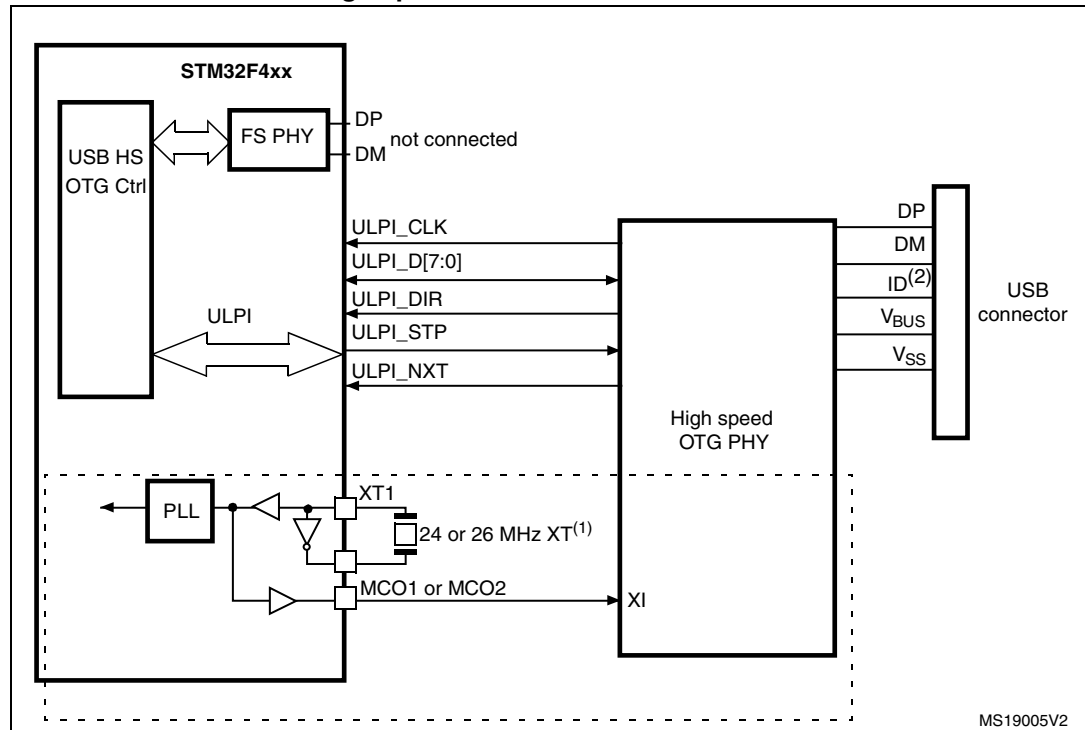 STM32F4xx
FS PHY
DP
DM
not connected
USB HS
OTG Ctrl
ULPI
ULPI_CLK
ULPI_D[7:0]
ULPI_DIR
ULPI_STP
ULPI_NXT
High speed
OTG PHY
DP
DM
ID(2)
VBUS
VSS
USB
connector
PLL
XT1
24 or 26 MHz XT(1)
MCO1 or MCO2
XI
MS19005V2